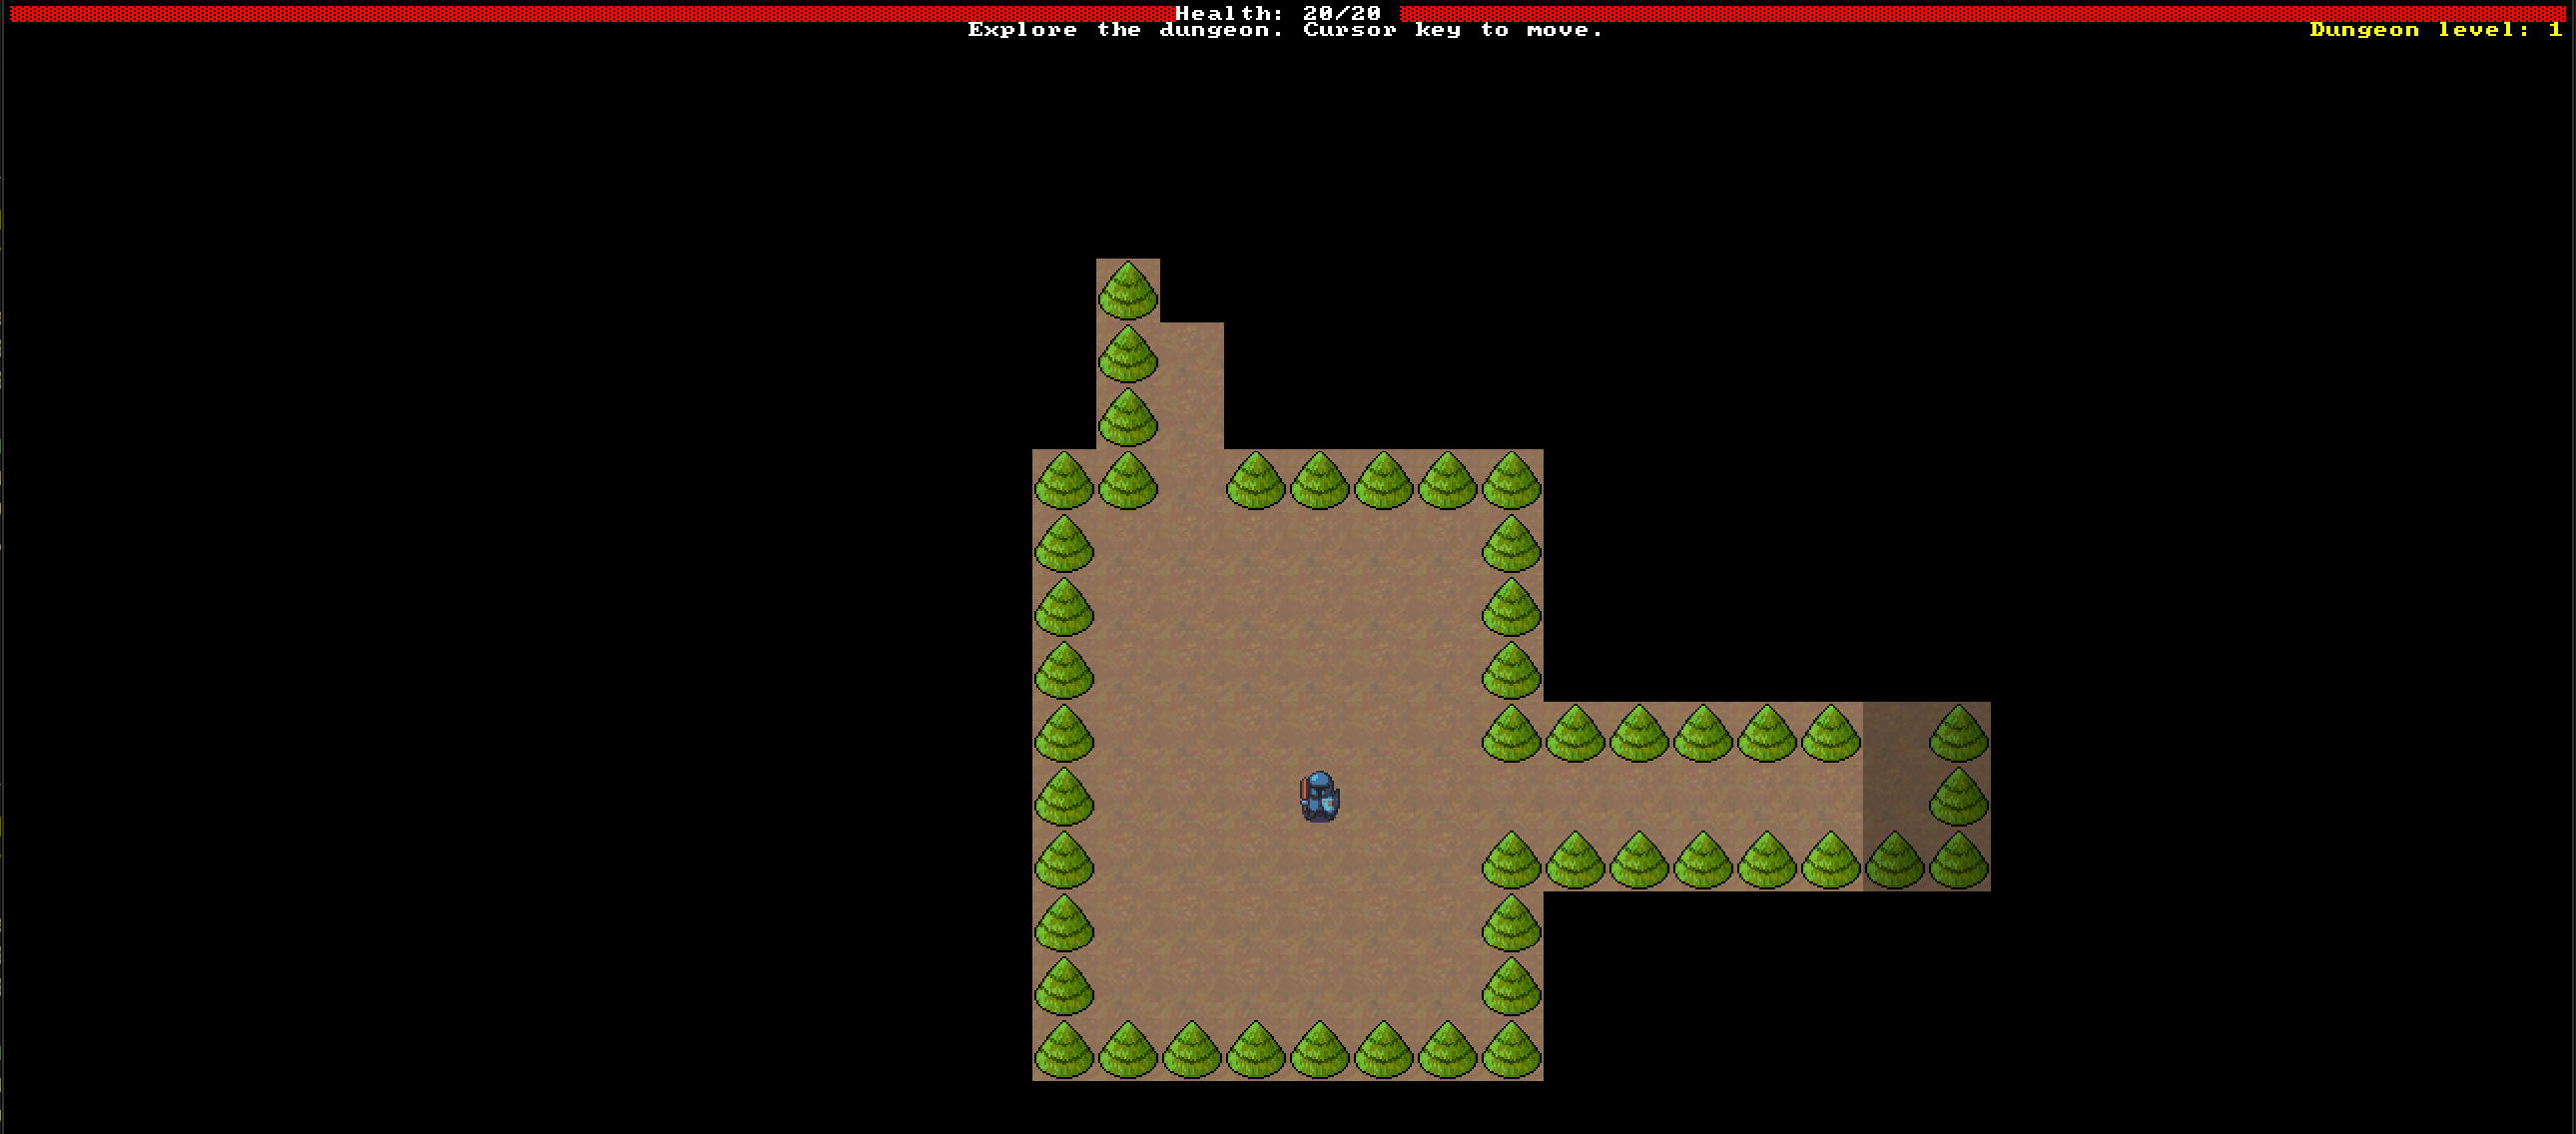 Health: 20/20
Explore the dungeon. Cursor key to move.
Dungeon level: 1